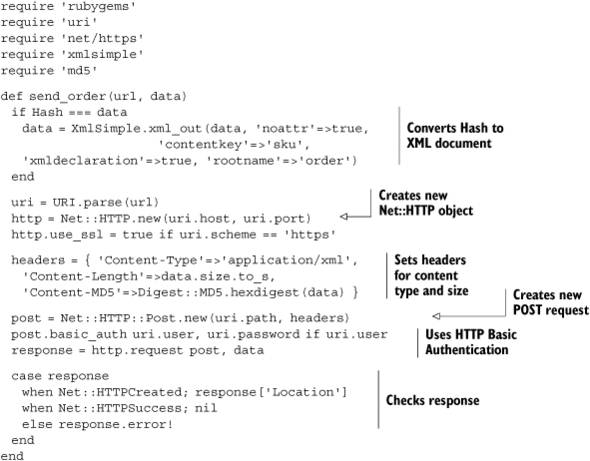 require 'rubygems'
require 'uri'
require 'net/https'
require 'xmlsimple'
require 'md5'
def send_order(url, data)
if Hash === data
data = XmlSimple.xml_out(data, 'noattr'=>true,
'contentkey'=>'sku',
'xmldeclaration'=>true, 'rootname'=>'order')
end
Converts Hash to
XML document
uri = URI.parse(url)
http = Net::HTTP.new(uri.host, uri.port)
http.use_ssl = true if uri.scheme == 'https'
Creates new
Net::HTTP object
headers = { 'Content-Type'=>'application/xml',
'Content-Length'=>data.size.to_s,
'Content-MD5'=>Digest::MD5.hexdigest(data) }
Sets headers
for content
type and size
post = Net::HTTP::Post.new(uri.path, headers)
Creates new
POST request
post.basic_auth uri.user, uri.password if uri.user
response = http.request post, data
Uses HTTP Basic
Authentication
case response
when Net::HTTPCreated; response['Location']
when Net::HTTPSuccess; nil
else response.error!
end
end
Checks response